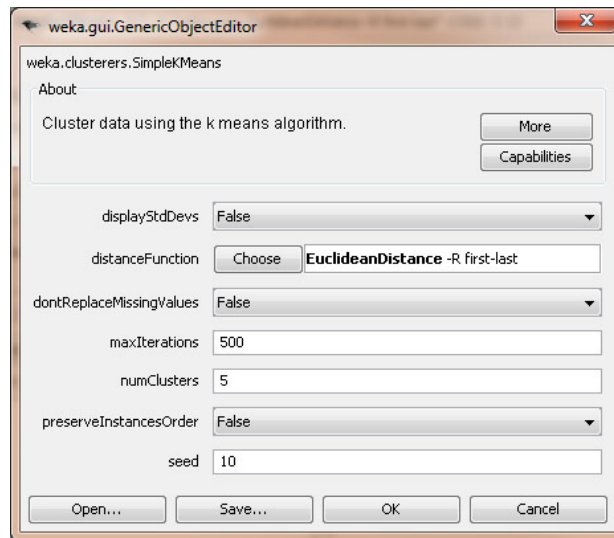 weka.gui.GenericObjectEditor
weka.clusterers.SimpleKMeans
About
Cluster data using the k means algorithm.
More
Capabilities
displayStdDevs False
distanceFunction Choose EuclideanDistance -R first-last
dontReplaceMissingValues False
maxIterations 500
numClusters 5
preserveInstancesOrder False
seed 10
Open... Save... OK Cancel